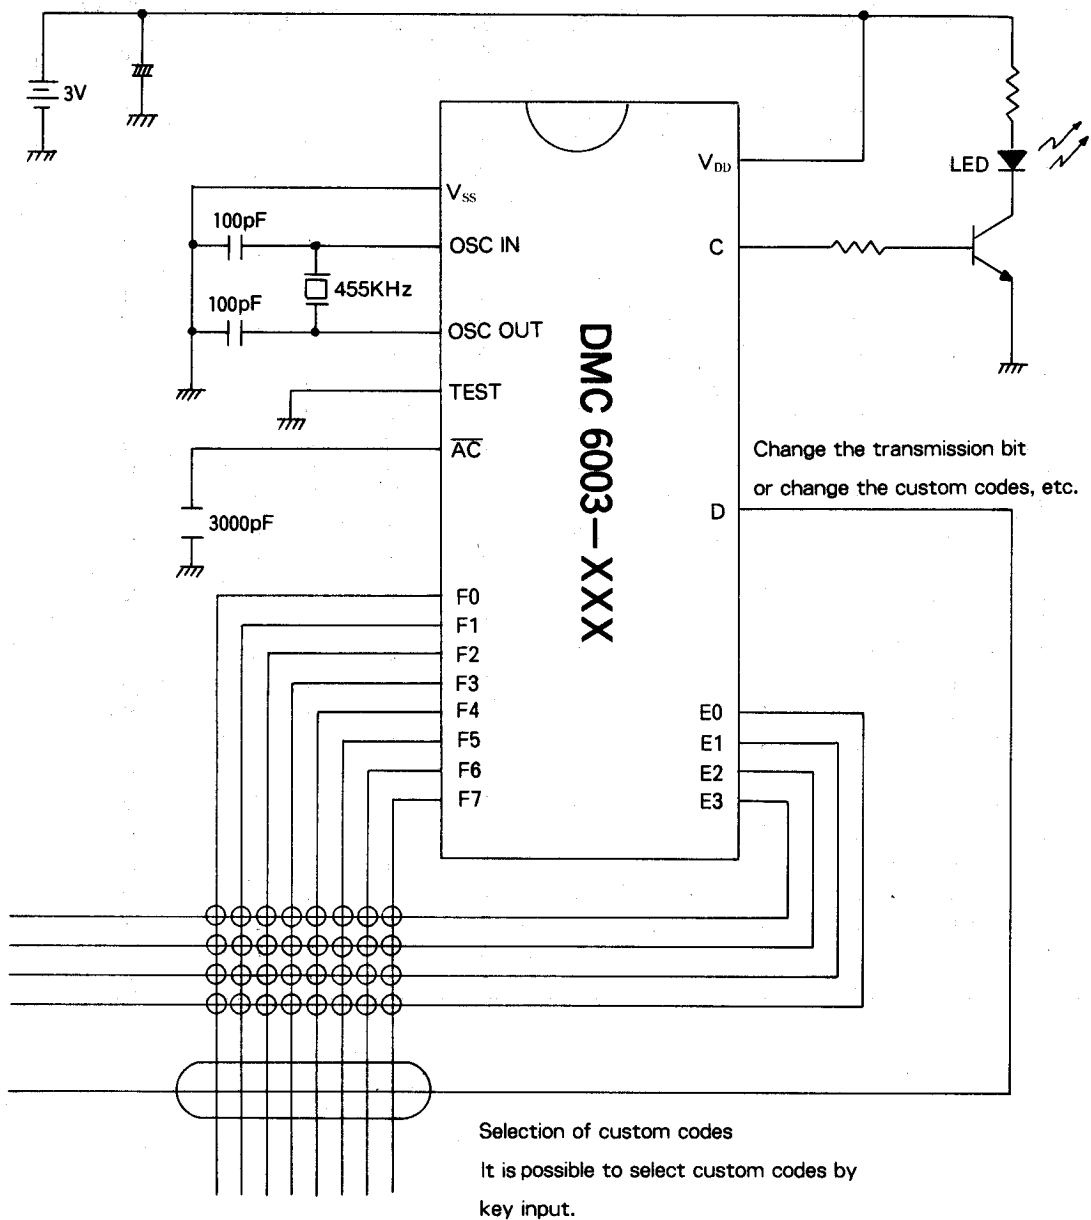 3V
LED
V_DD
V_SS
100pF
OSC IN
C
455KHz
100pF
OSC OUT
DMC 6003-XXX
TEST
AC
Change the transmission bit
or change the custom codes, etc.
D
3000pF
F0
F1
F2
F3
F4
F5
F6
F7
E0
E1
E2
E3
Selection of custom codes
It is possible to select custom codes by
key input.